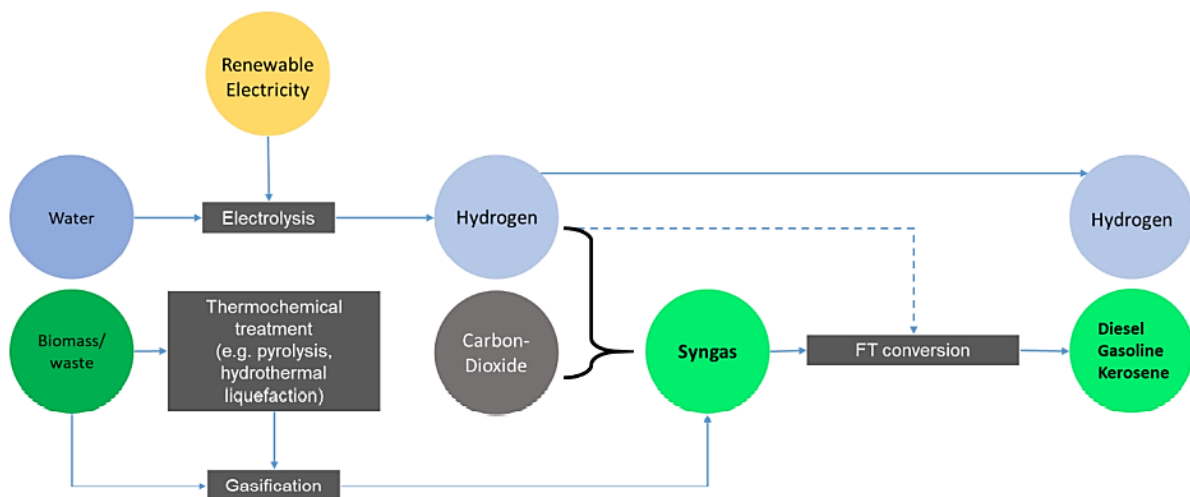 Renewable
Electricity
Water
Electrolysis
Hydrogen
Hydrogen
Biomass/
waste
Thermochemical
treatment
(e.g. pyrolysis,
hydrothermal
liquefaction)
Carbon-
Dioxide
Syngas
FT conversion
Diesel
Gasoline
Kerosene
Gasification